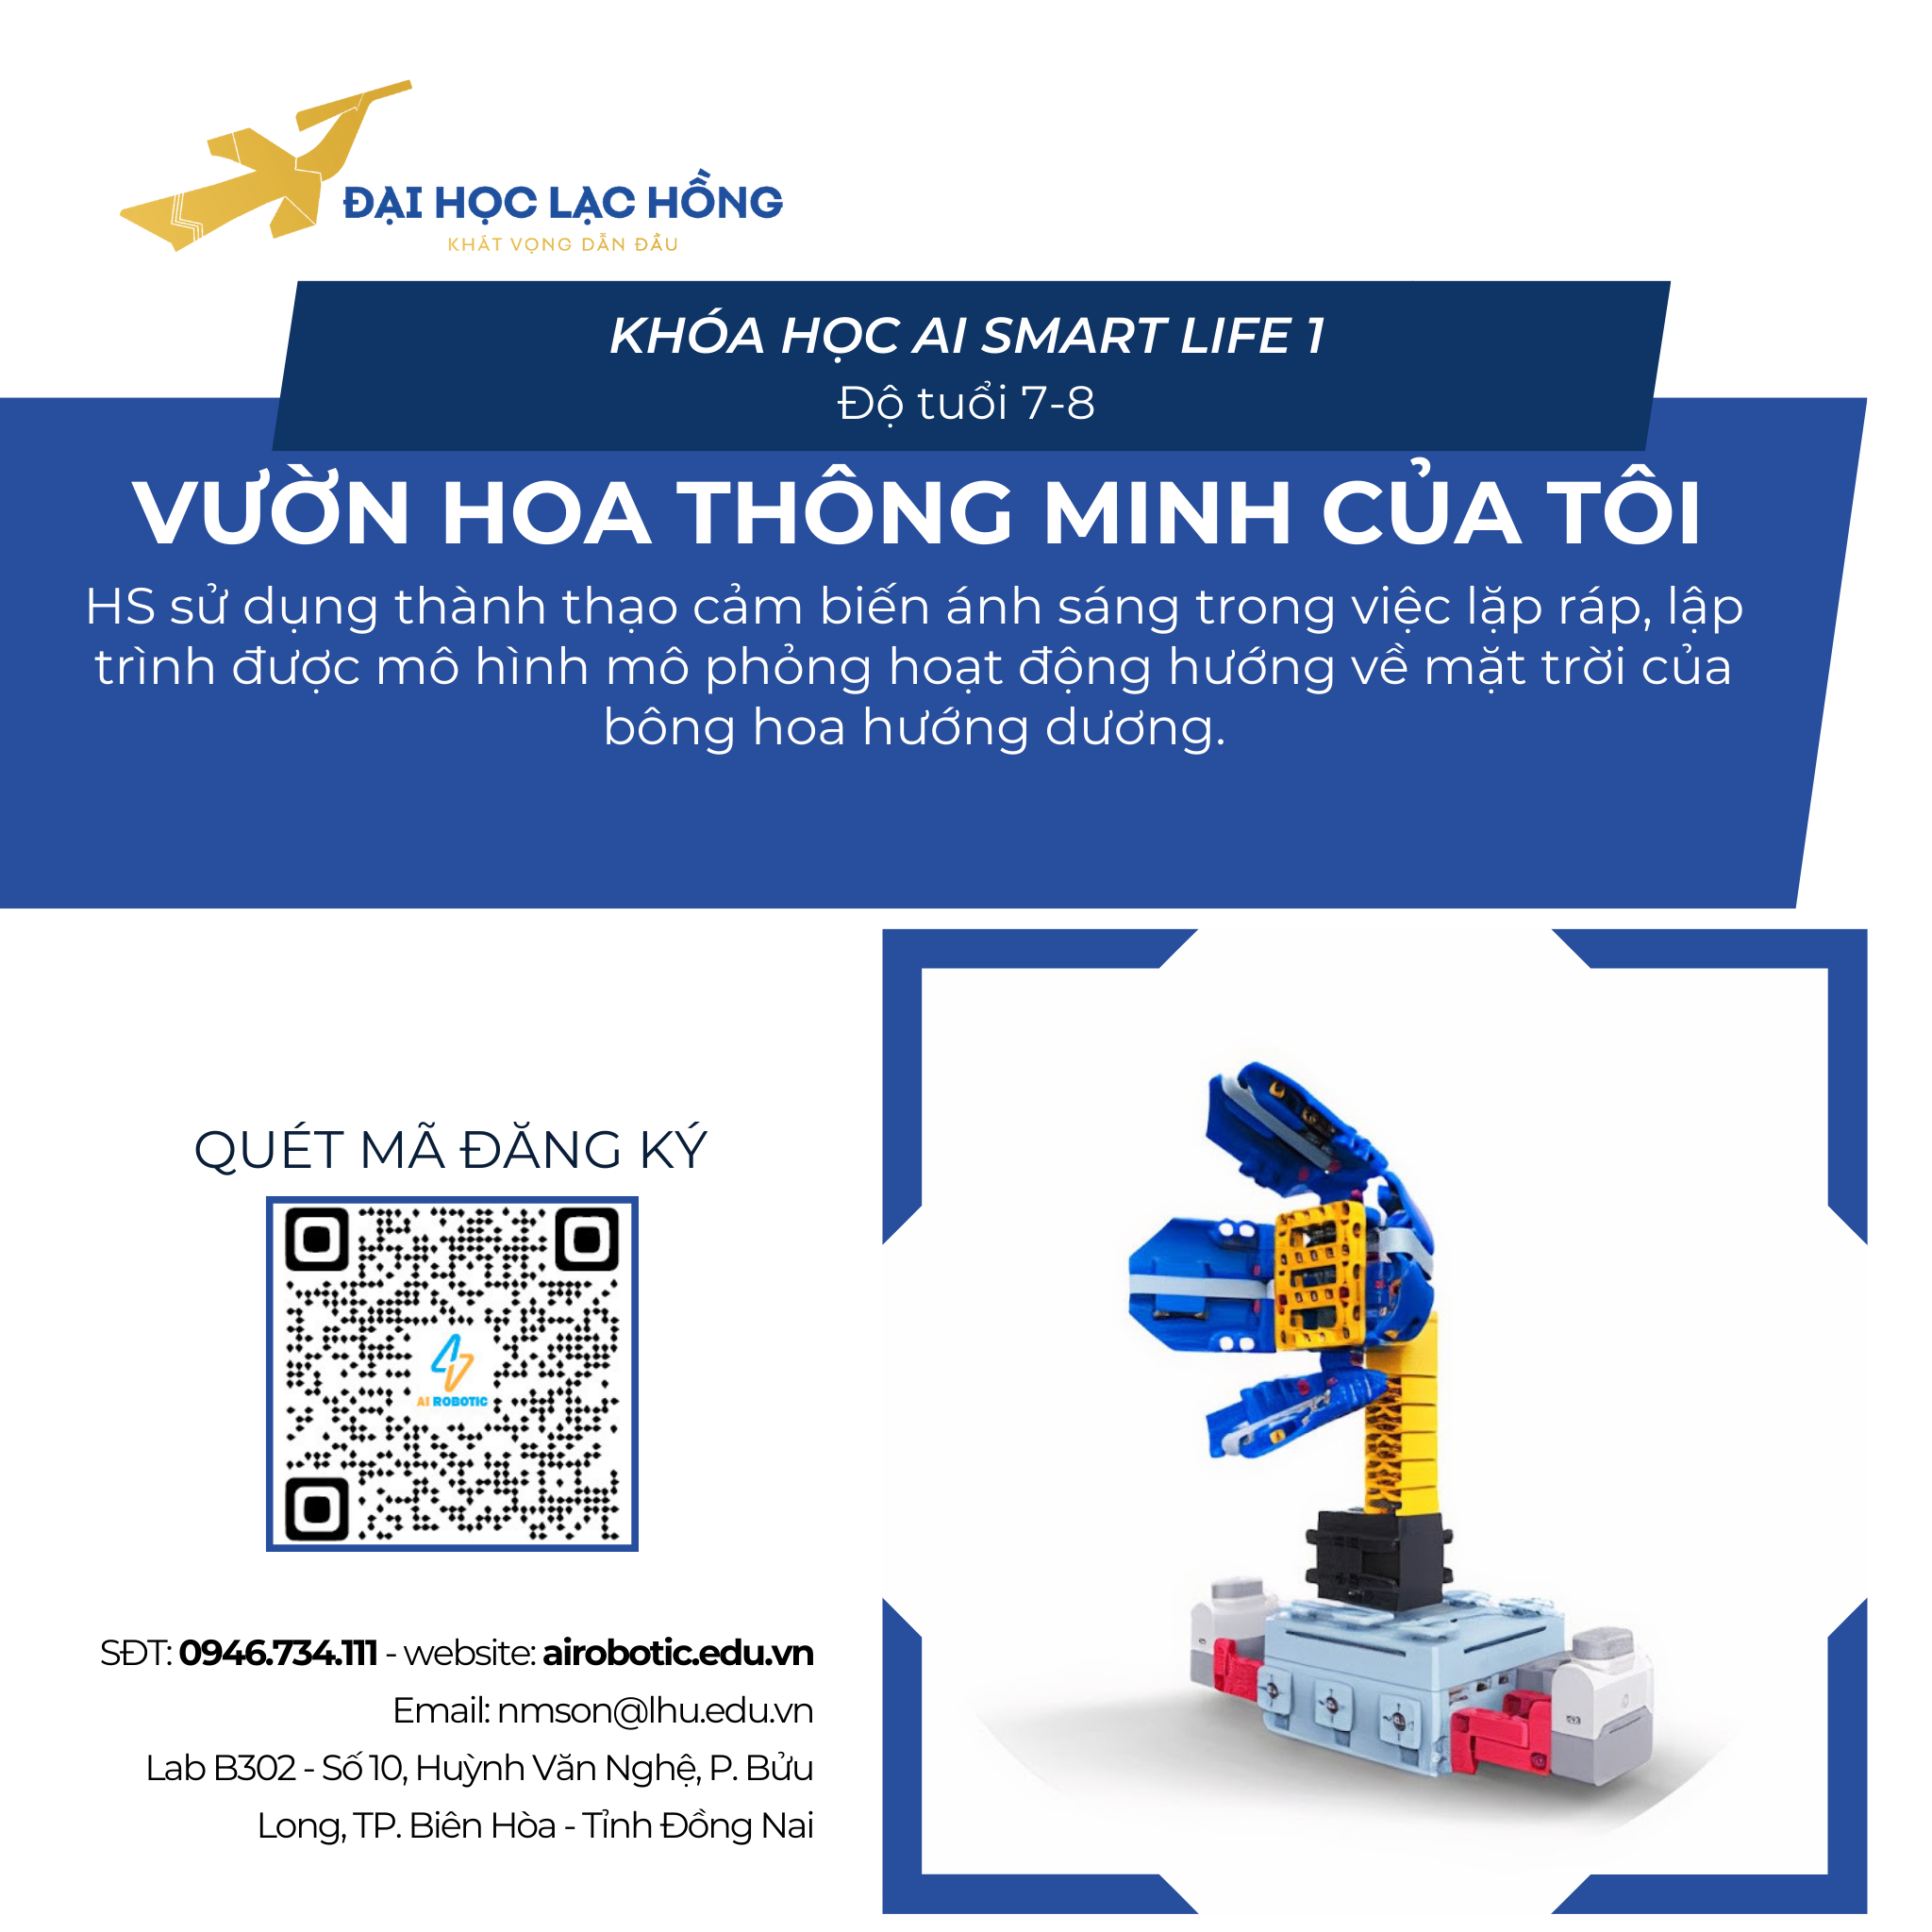 ĐẠI HỌC LẠC HỒNG
KHÁT VỌNG DẪN ĐẦU
KHÓA HỌC AI SMART LIFE 1
Độ tuổi 7-8
VƯỜN HOA THÔNG MINH CỦA TÔI
HS sử dụng thành thạo cảm biến ánh sáng trong việc lặp ráp, lập
trình được mô hình mô phỏng hoạt động hướng về mặt trời của
bông hoa hướng dương.
QUÉT MÃ ĐĂNG KÝ
AI ROBOTIC
SĐT: 0946.734.111 - website: airobotic.edu.vn
Email: nmson@lhu.edu.vn
Lab B302 - Số 10, Huỳnh Văn Nghệ, P. Bửu
Long, TP. Biên Hòa - Tỉnh Đồng Nai